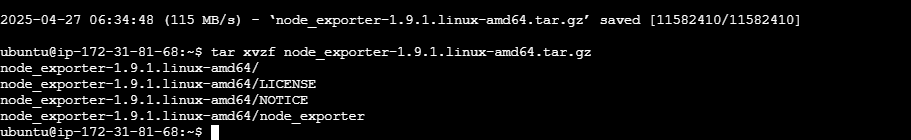 2025-04-27 06:34:48 (115 MB/s) - ‘node_exporter-1.9.1.linux-amd64.tar.gz’ saved [11582410/11582410]
ubuntu@ip-172-31-81-68:~$ tar xvzf node_exporter-1.9.1.linux-amd64.tar.gz
node_exporter-1.9.1.linux-amd64/
node_exporter-1.9.1.linux-amd64/LICENSE
node_exporter-1.9.1.linux-amd64/NOTICE
node_exporter-1.9.1.linux-amd64/node_exporter
ubuntu@ip-172-31-81-68:~$